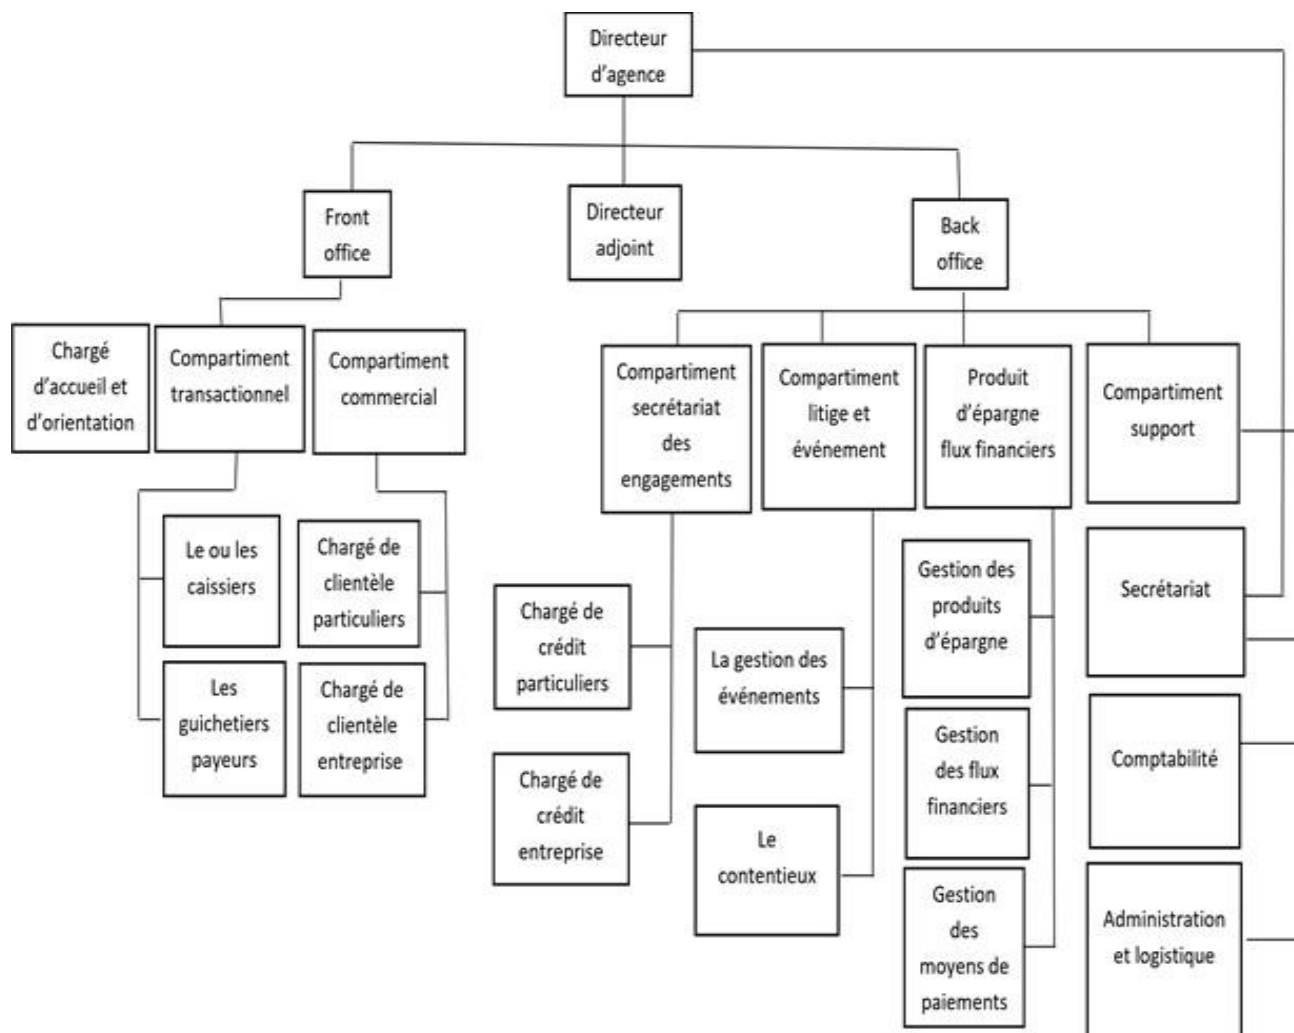 Directeur
d'agence
Front
office
Directeur
adjoint
Back
office
Chargé
d'accueil et
d'orientation
Compartiment
transactionnel
Compartiment
commercial
Compartiment
secrétariat
des
engagements
Compartiment
litige et
événement
Produit
d'épargne
flux financiers
Compartiment
support
Le ou les
caissiers
Chargé de
clientèle
particuliers
Les
guichetiers
payeurs
Chargé de
clientèle
entreprise
Chargé de
crédit
particuliers
Chargé de
crédit
entreprise
La gestion des
événements
Le
contentieux
Gestion des
produits
d'épargne
Gestion
des flux
financiers
Gestion
des
moyens de
paiements
Secrétariat
Comptabilité
Administration
et logistique